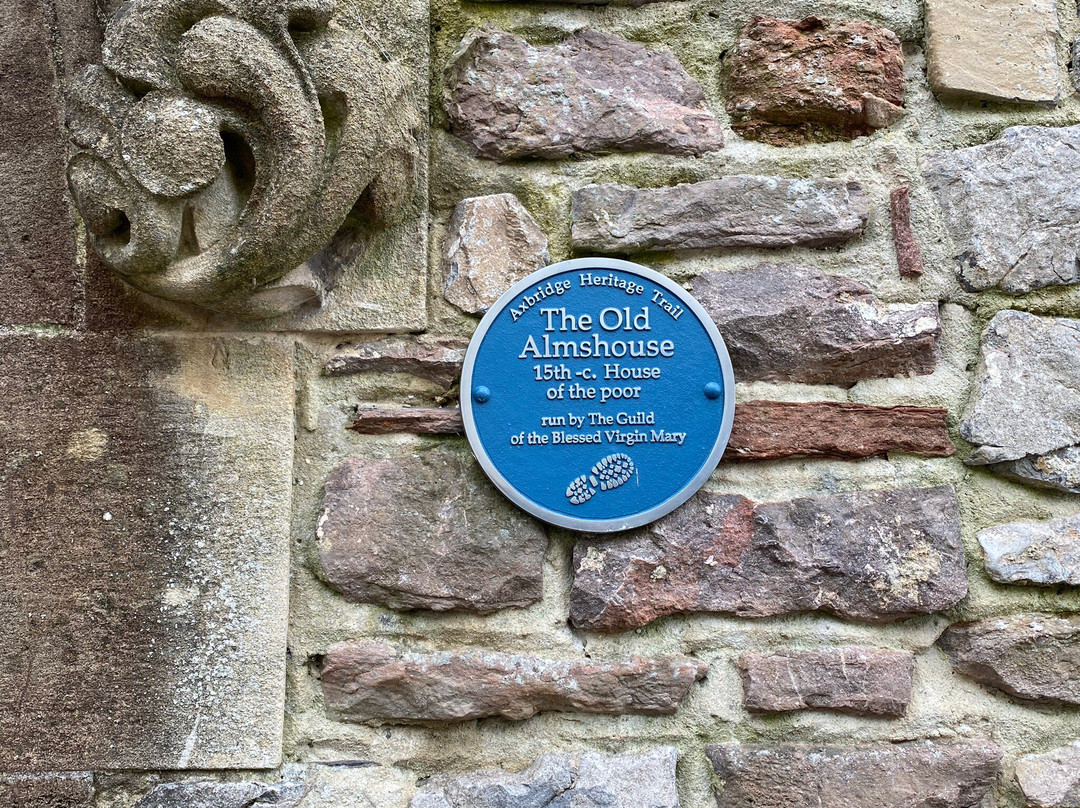 Axbridge Heritage Trail
The Old
Almshouse
15th -c. House
of the poor
run by The Guild
of the Blessed Virgin Mary